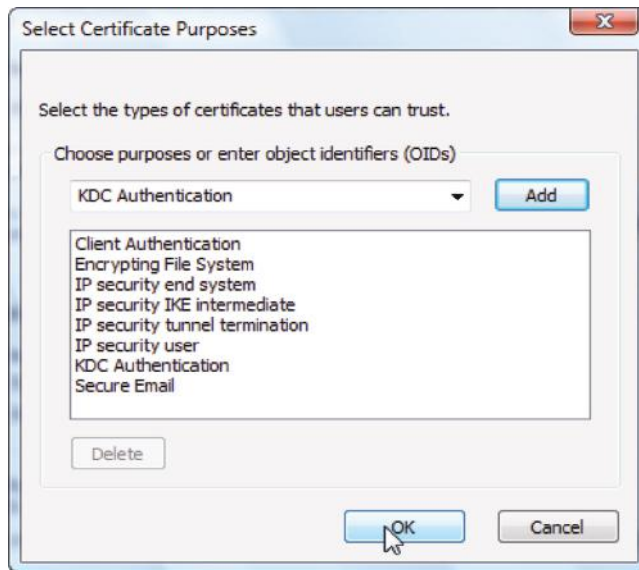 Select Certificate Purposes
Select the types of certificates that users can trust.
Choose purposes or enter object identifiers (OIDs)
KDC Authentication
Add
Client Authentication
Encrypting File System
IP security end system
IP security IKE intermediate
IP security tunnel termination
IP security user
KDC Authentication
Secure Email
Delete
OK
Cancel